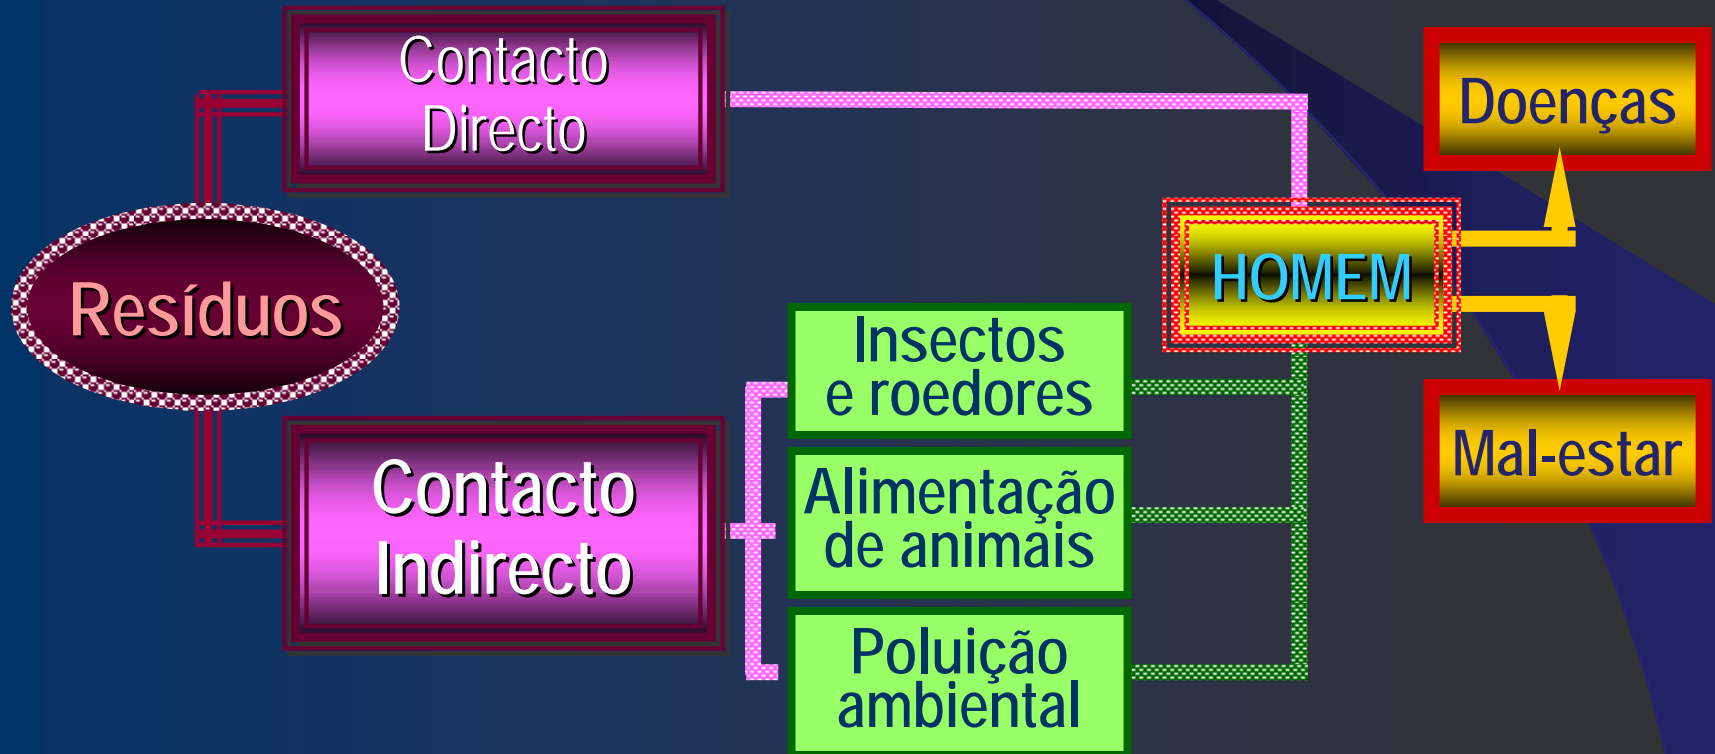 Contacto
Directo
Doenças
Resíduos
HOMEM
Insectos
e roedores
Contacto
Indirecto
Alimentação
de animais
Mal-estar
Poluição
ambiental